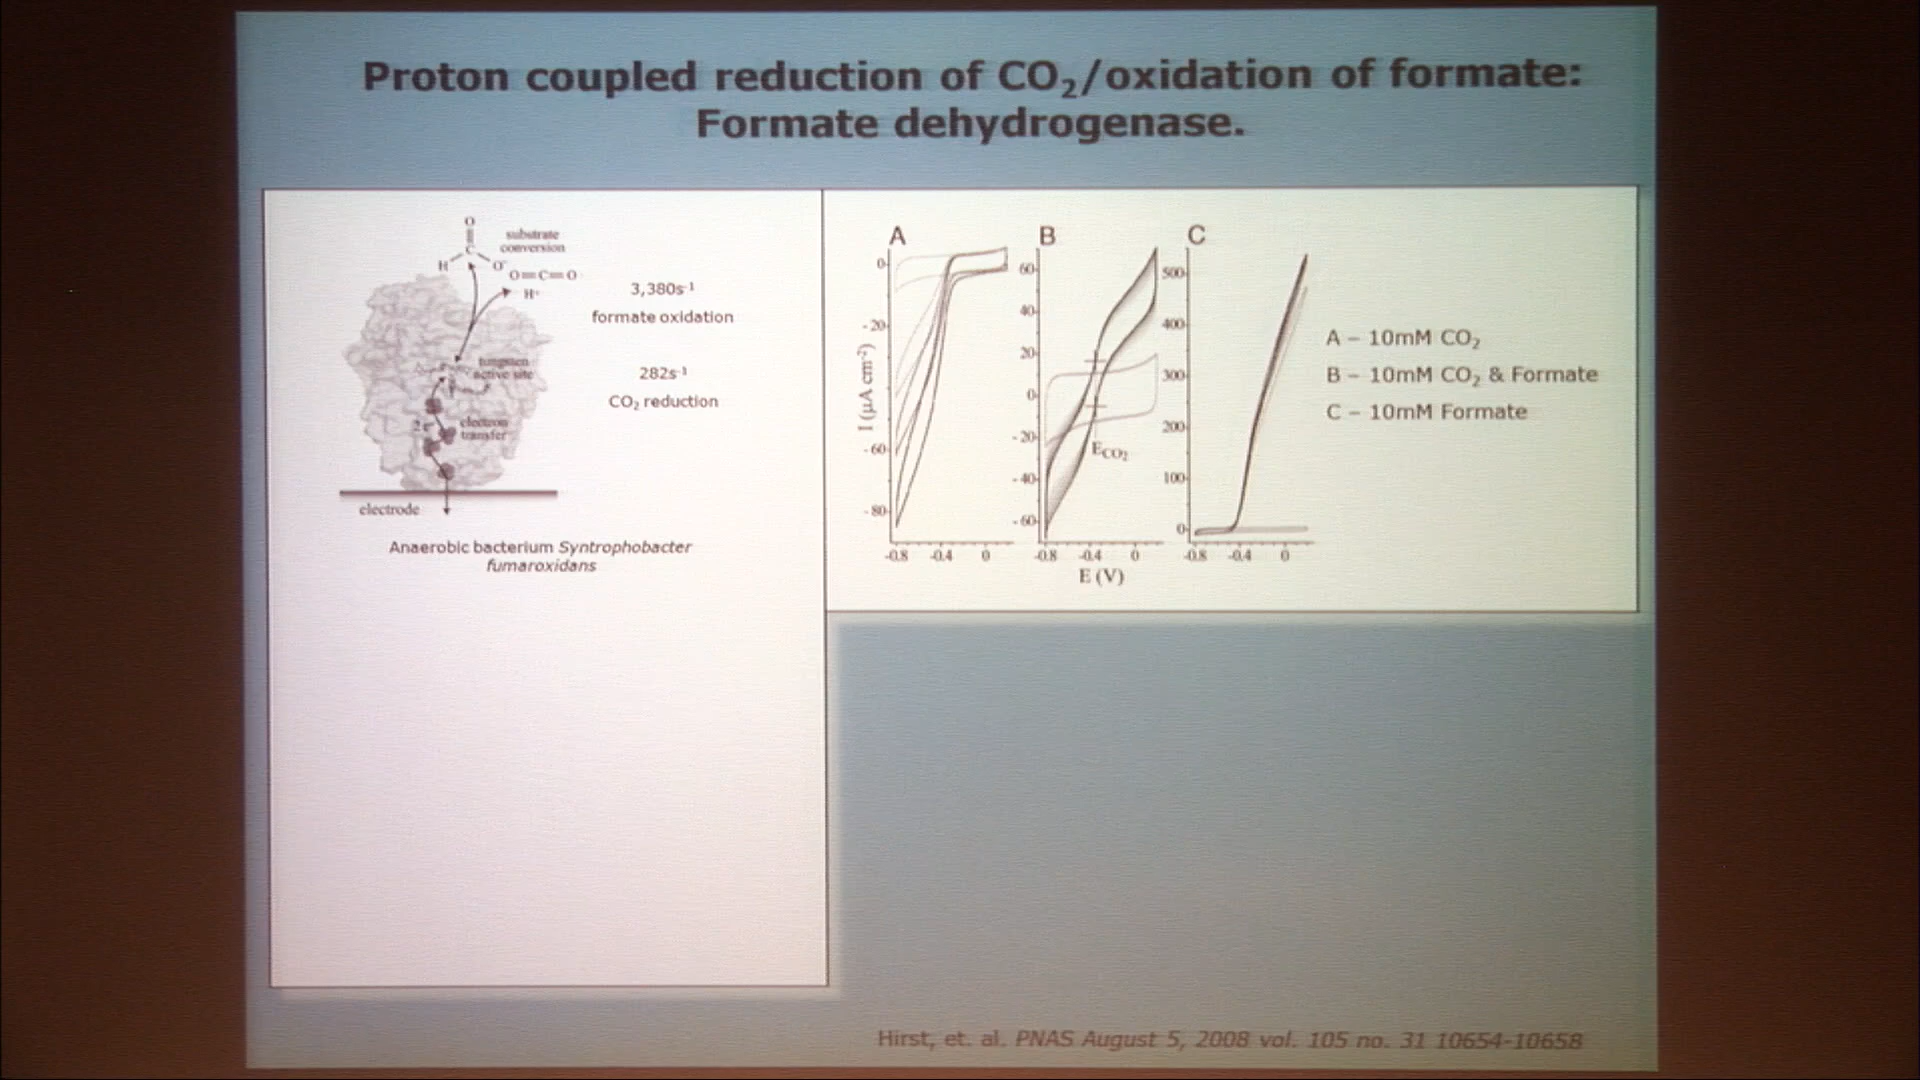 Proton coupled reduction of CO₂/oxidation of formate:
Formate dehydrogenase.
O
C
H
O⁻
substrate
conversion
O=C=O
H⁺
tungsten
active site
2e⁻
electron
transfer
electrode
3,380s⁻¹
formate oxidation
282s⁻¹
CO₂ reduction
Anaerobic bacterium Syntrophobacter
fumaroxidans
A
0
-20
-60
-80
I (μA cm⁻²)
-0.8 -0.4 0
B
60
40
20
0
-20
-40
-60
E_CO₂
-0.8 -0.4 0
E (V)
C
500
400
300
200
100
0
-0.8 -0.4 0
A – 10mM CO₂
B – 10mM CO₂ & Formate
C – 10mM Formate
Hirst, et. al. PNAS August 5, 2008 vol. 105 no. 31 10654-10658